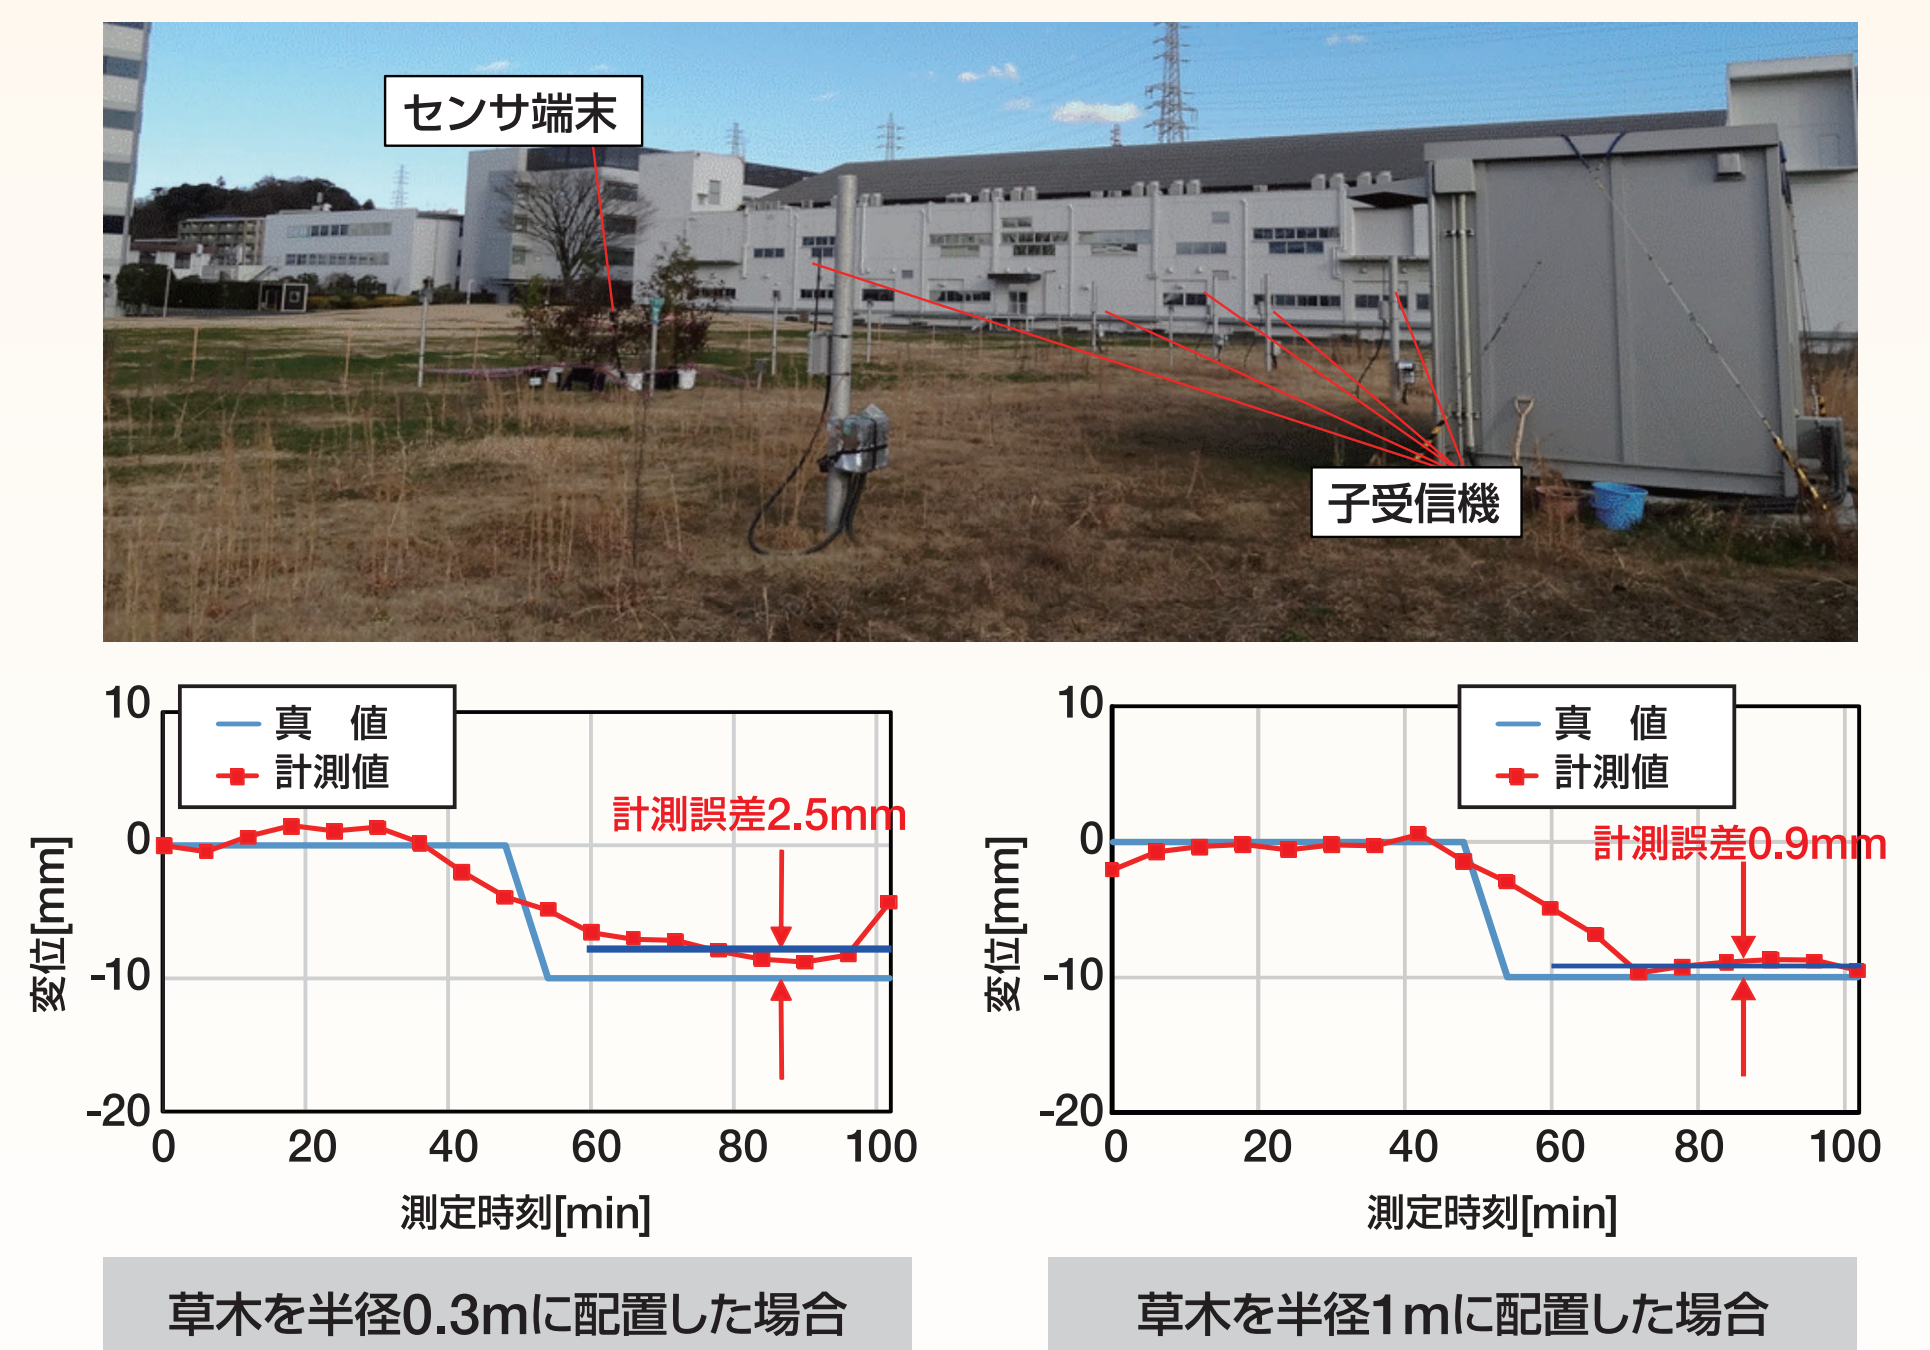 センサ端末
子受信機
10
0
-10
-20
変位[mm]
真　値
計測値
計測誤差2.5mm
0 20 40 60 80 100
測定時刻[min]
草木を半径0.3mに配置した場合
10
0
-10
-20
変位[mm]
真　値
計測値
計測誤差0.9mm
0 20 40 60 80 100
測定時刻[min]
草木を半径1mに配置した場合